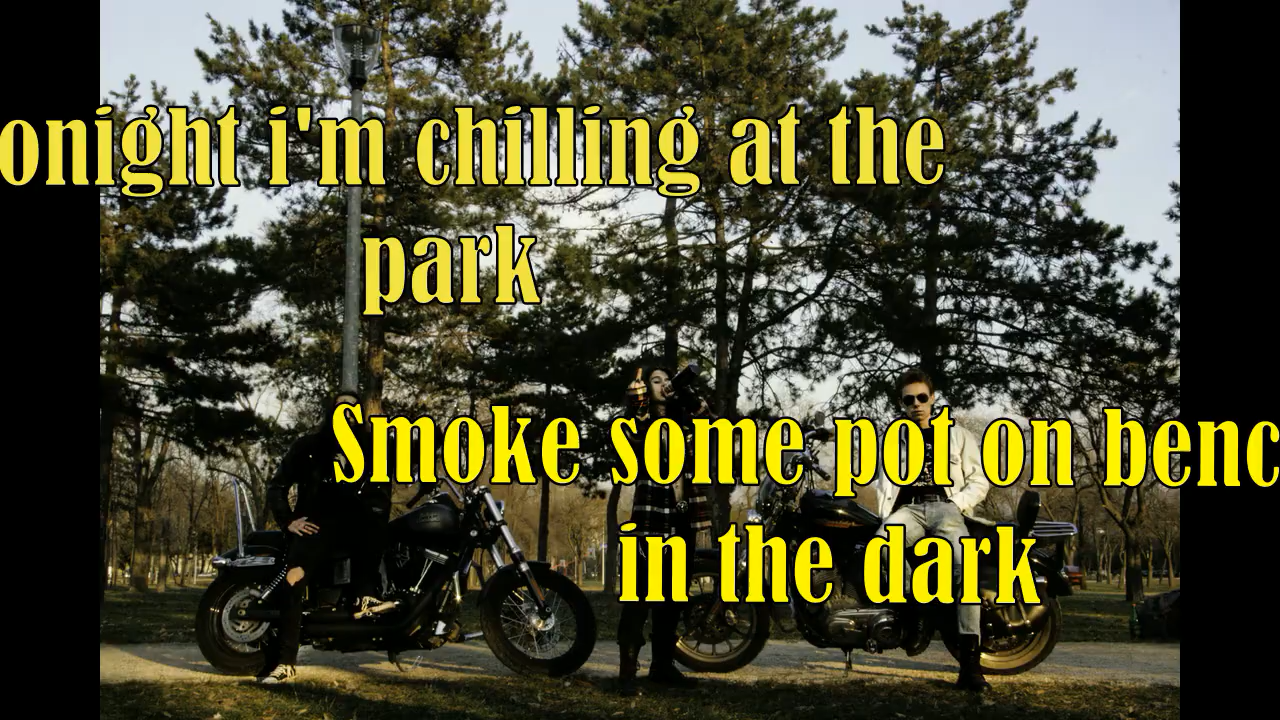 onight i'm chilling at the
park
Smoke some pot on benc
in the dark